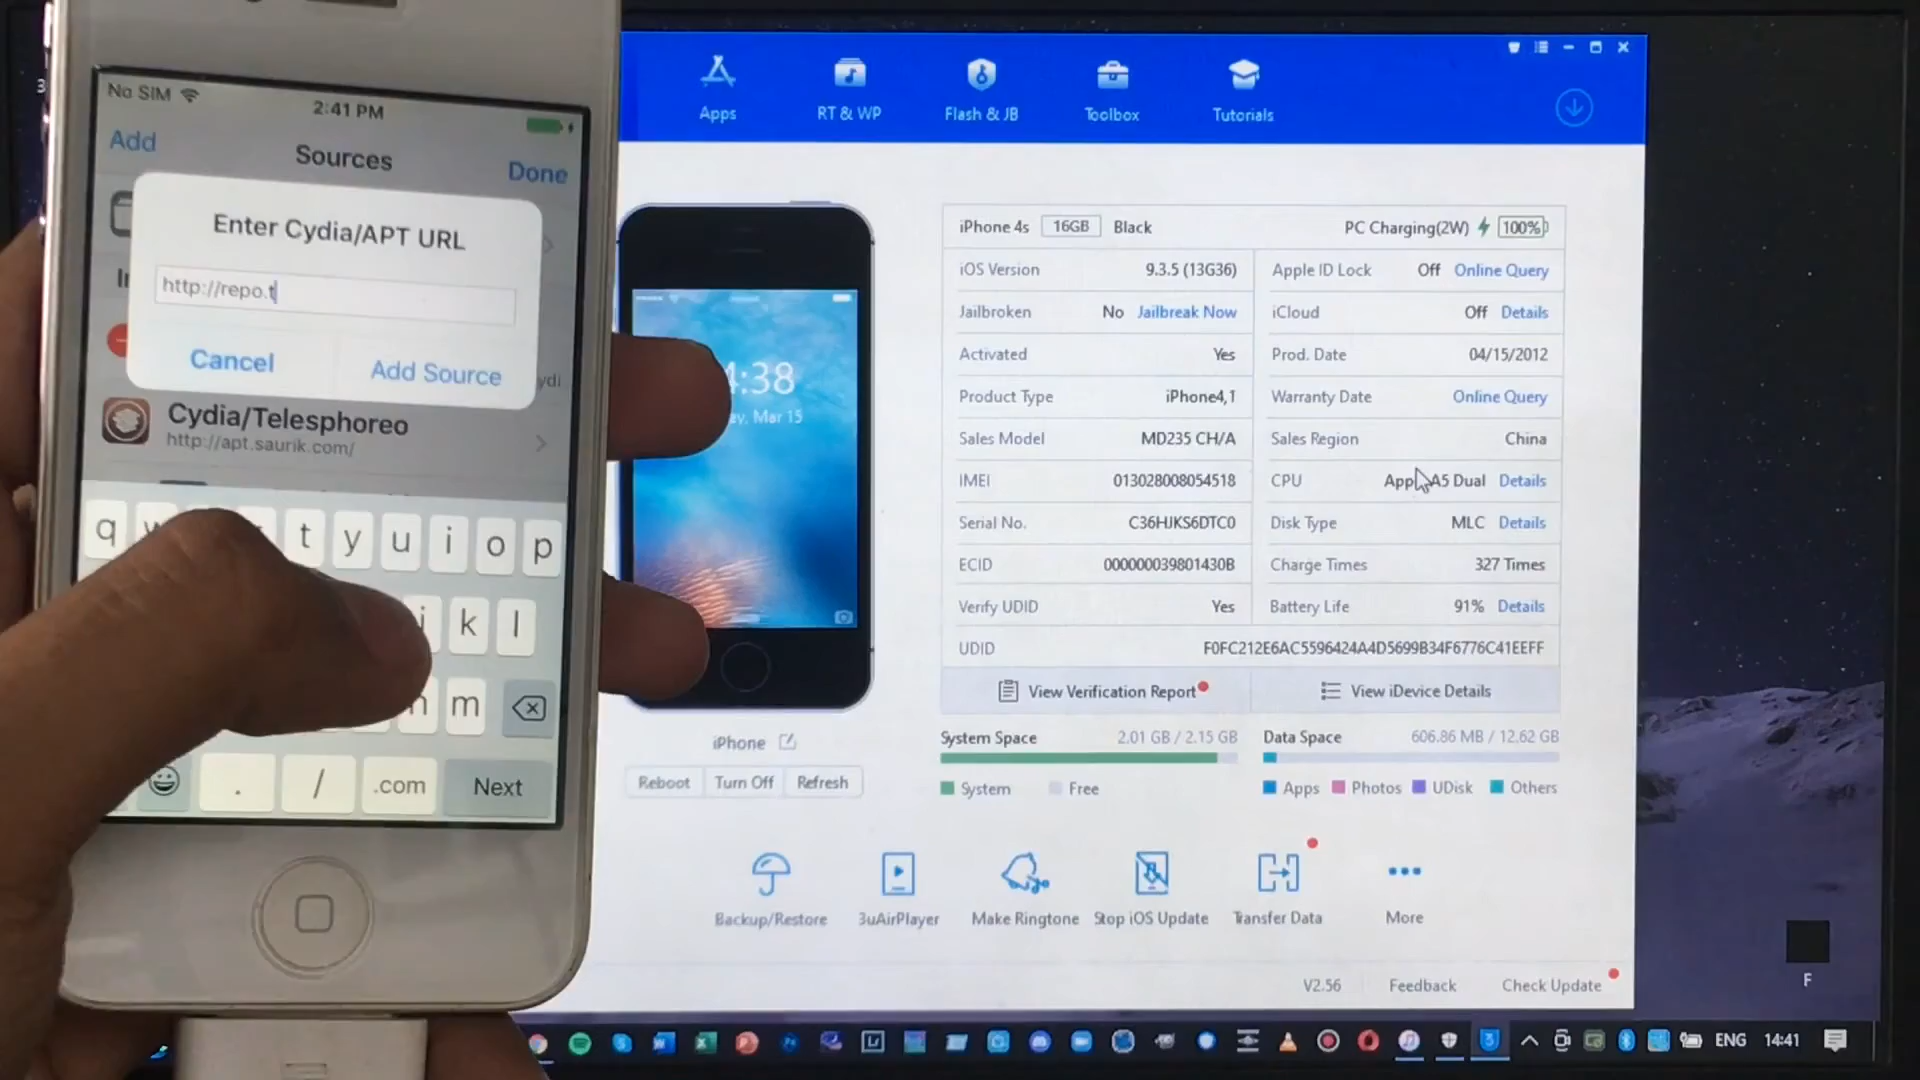 No SIM
2:41 PM
Add
Sources
Done
Enter Cydia/APT URL
http://repo.t
Cancel
Add Source
ydi
Cydia/Telesphoreo
http://apt.saurik.com/
q t y u i o p
k l
m
. / .com Next
Apps
RT & WP
Flash & JB
Toolbox
Tutorials
:38
Mar 15
iPhone
Reboot
Turn Off
Refresh
iPhone 4s 16GB Black PC Charging(2W) 100%
iOS Version 9.3.5 (13G36) Apple ID Lock Off Online Query
Jailbroken No Jailbreak Now iCloud Off Details
Activated Yes Prod. Date 04/15/2012
Product Type iPhone4,1 Warranty Date Online Query
Sales Model MD235 CH/A Sales Region China
IMEI 013028008054518 CPU Apple A5 Dual Details
Serial No. C36HJKS6DTC0 Disk Type MLC Details
ECID 000000039801430B Charge Times 327 Times
Verify UDID Yes Battery Life 91% Details
UDID F0FC212E6AC5596424A4D5699B34F6776C41EEFF
View Verification Report View iDevice Details
System Space 2.01 GB / 2.15 GB Data Space 606.86 MB / 12.62 GB
System Free Apps Photos UDisk Others
Backup/Restore
3uAirPlayer
Make Ringtone
Stop iOS Update
Transfer Data
More
V2.56
Feedback
Check Update
F
ENG
14:41